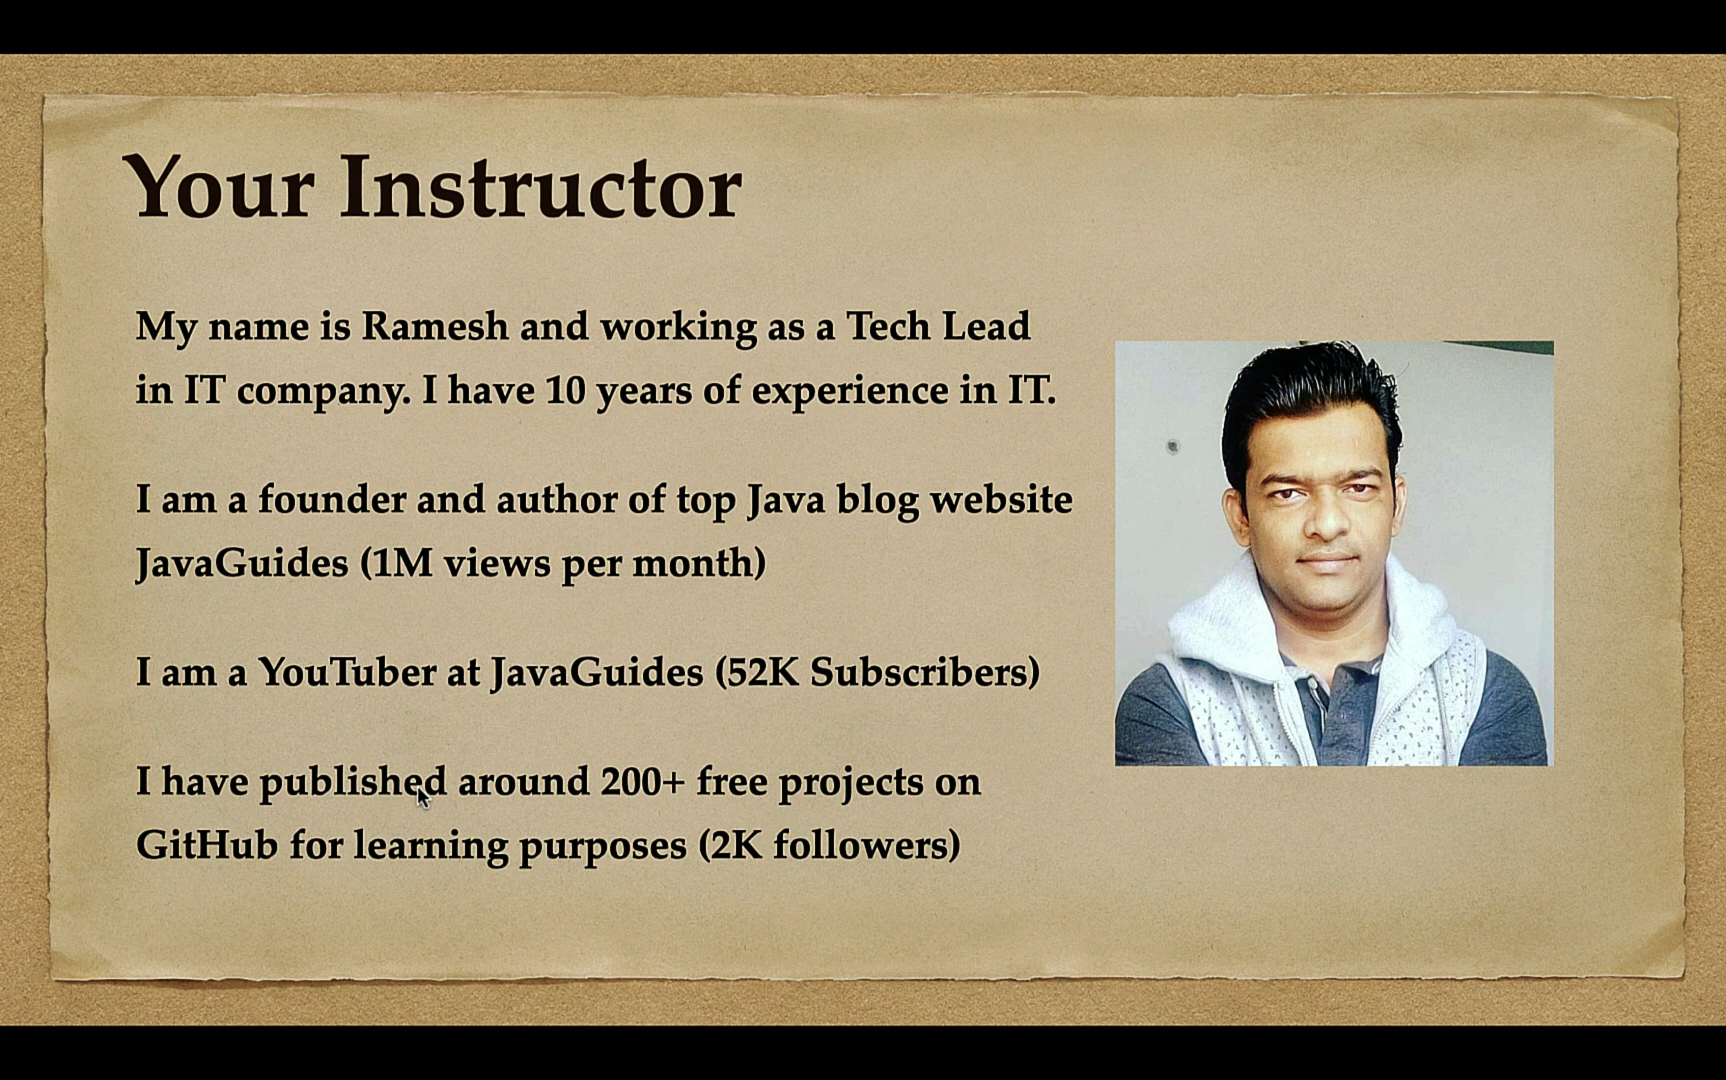 Your Instructor
My name is Ramesh and working as a Tech Lead
in IT company. I have 10 years of experience in IT.
I am a founder and author of top Java blog website
JavaGuides (1M views per month)
I am a YouTuber at JavaGuides (52K Subscribers)
I have published around 200+ free projects on
GitHub for learning purposes (2K followers)